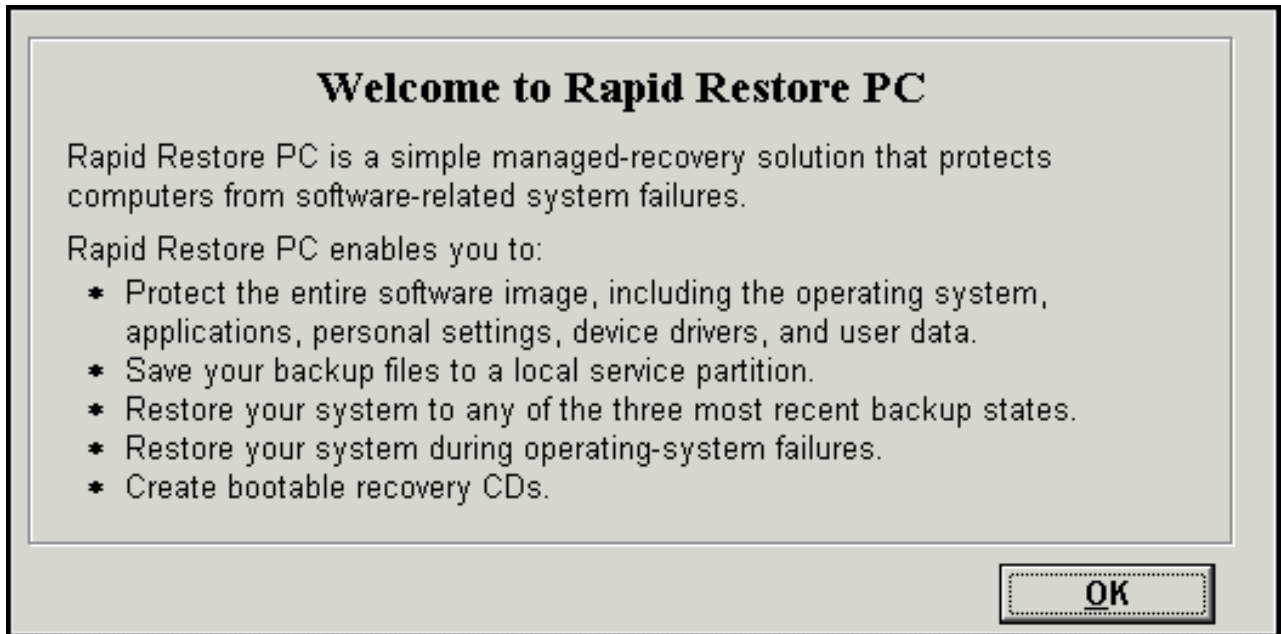 Welcome to Rapid Restore PC
Rapid Restore PC is a simple managed-recovery solution that protects
computers from software-related system failures.
Rapid Restore PC enables you to:
* Protect the entire software image, including the operating system,
applications, personal settings, device drivers, and user data.
* Save your backup files to a local service partition.
* Restore your system to any of the three most recent backup states.
* Restore your system during operating-system failures.
* Create bootable recovery CDs.
OK